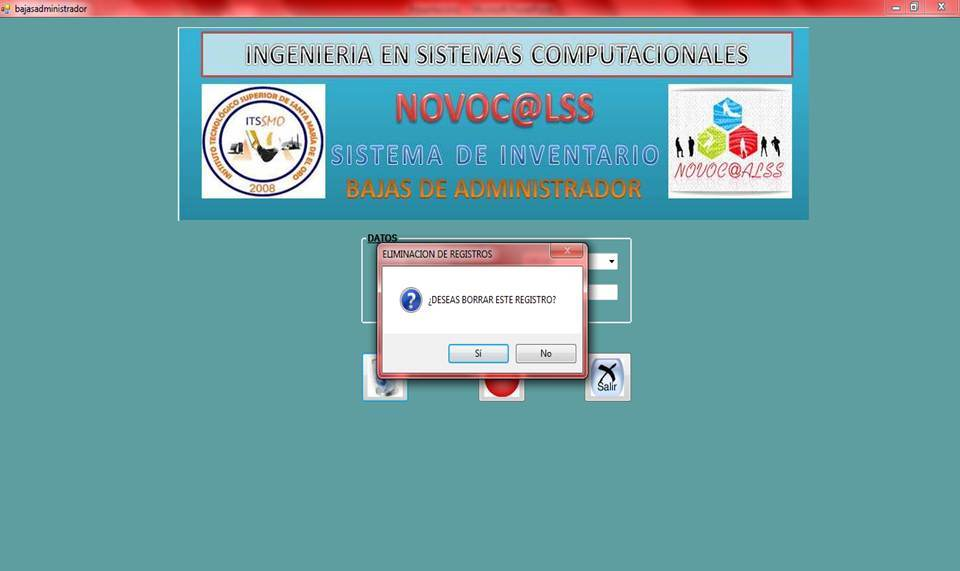 bajasadministrador
INGENIERIA EN SISTEMAS COMPUTACIONALES
INSTITUTO TECNOLÓGICO SUPERIOR DE SANTA MARÍA DE EL ORO
ITSSMO
2008
NOVOC@LSS
SISTEMA DE INVENTARIO
BAJAS DE ADMINISTRADOR
NOVOC@ALSS
DATOS
ELIMINACION DE REGISTROS
¿DESEAS BORRAR ESTE REGISTRO?
Sí
No
Salir